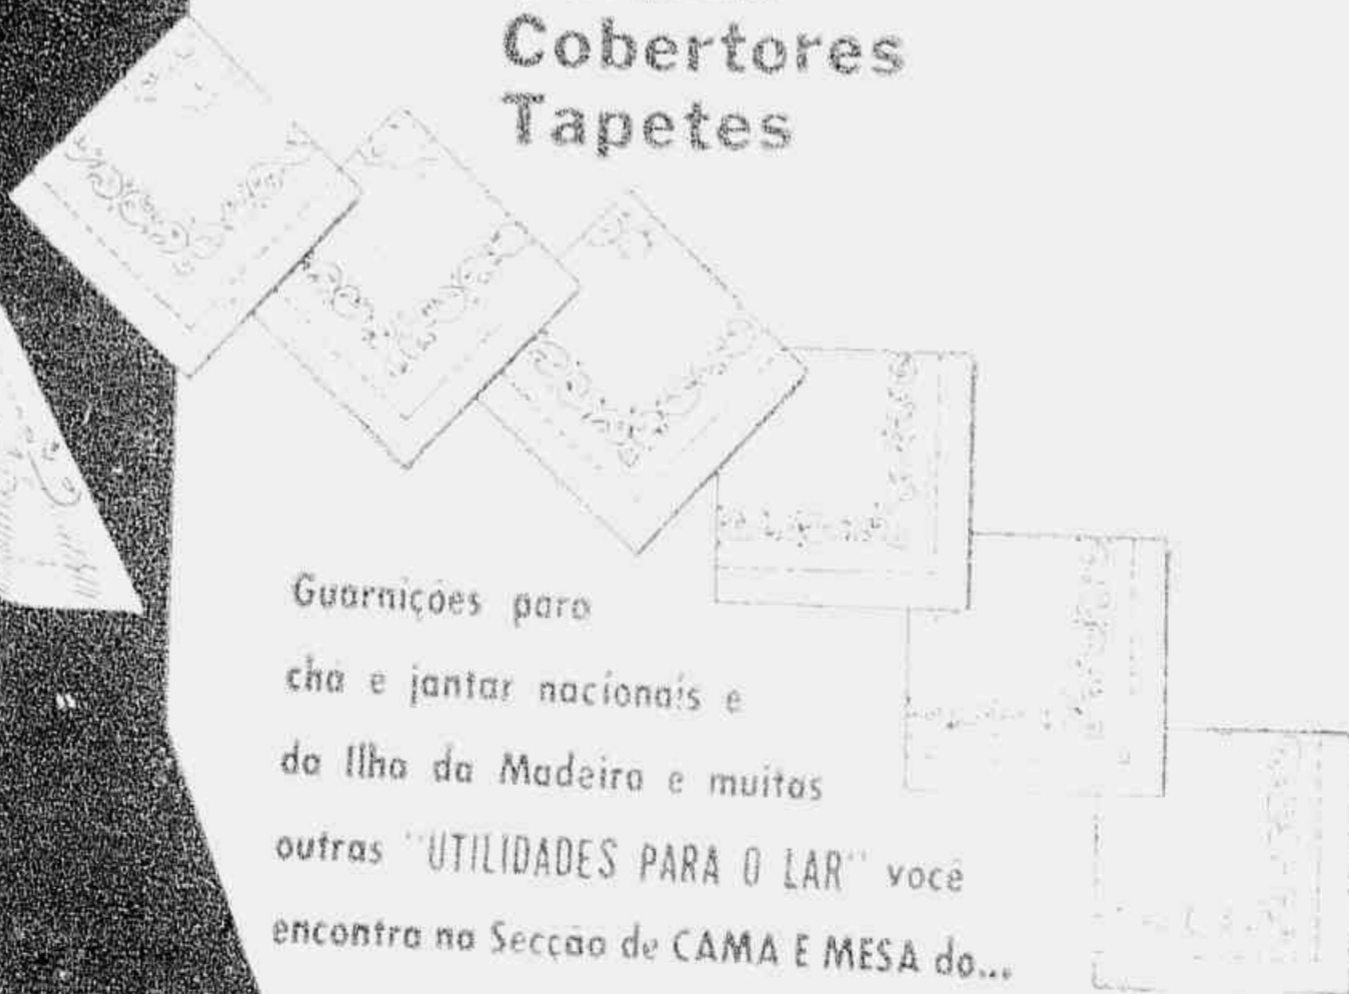 Cobertores
Tapetes
Guarnições para
chá e jantar nacionais e
da Ilha da Madeira e muitas
outras "UTILIDADES PARA O LAR" você
encontra na Secção de CAMA E MESA do...